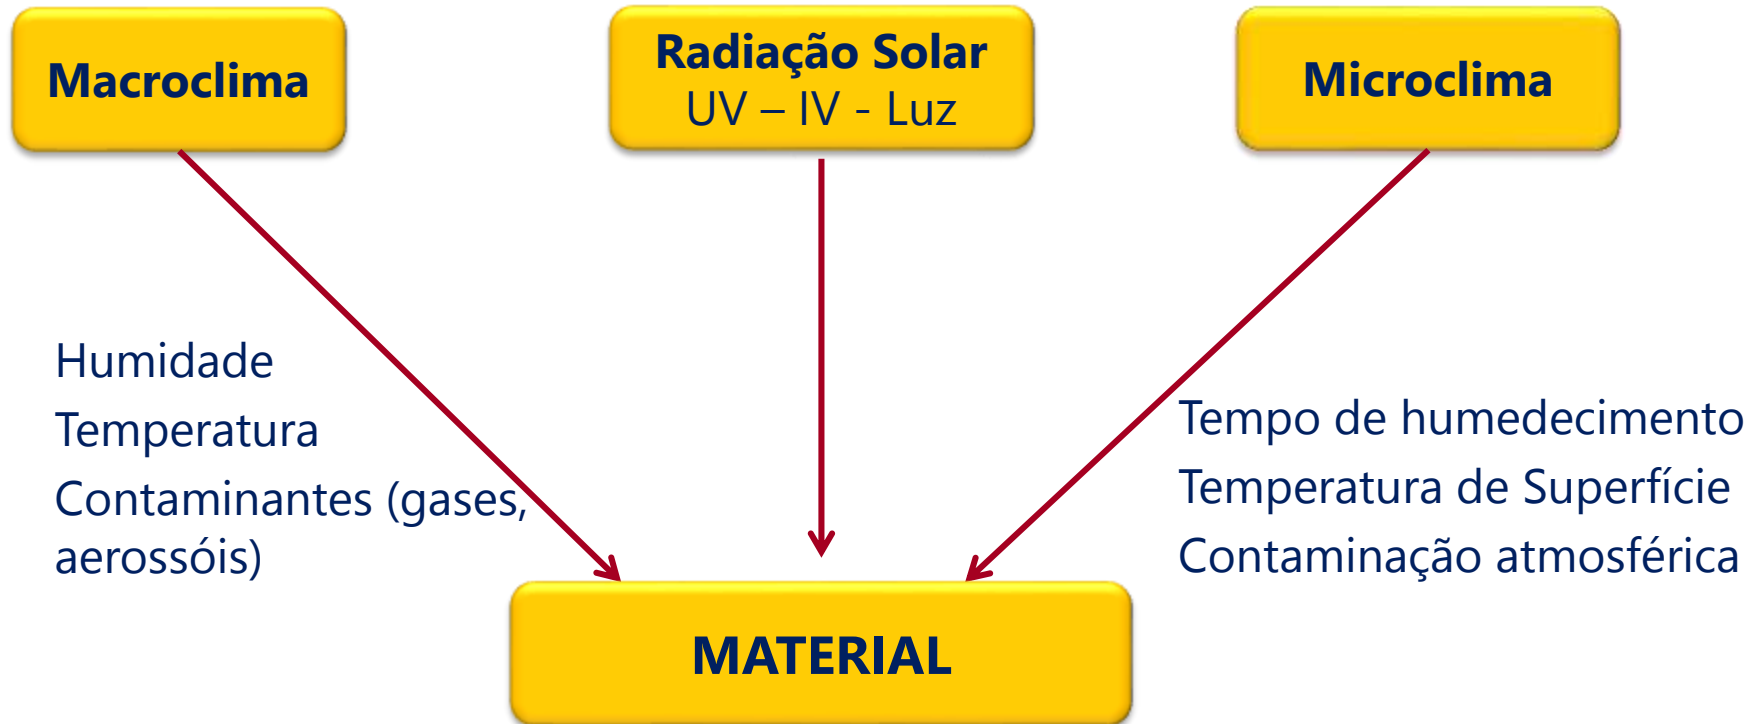 Macroclima
Radiação Solar
UV – IV - Luz
Microclima
Humidade
Temperatura
Contaminantes (gases,
aerossóis)
Tempo de humedecimento
Temperatura de Superfície
Contaminação atmosférica
MATERIAL